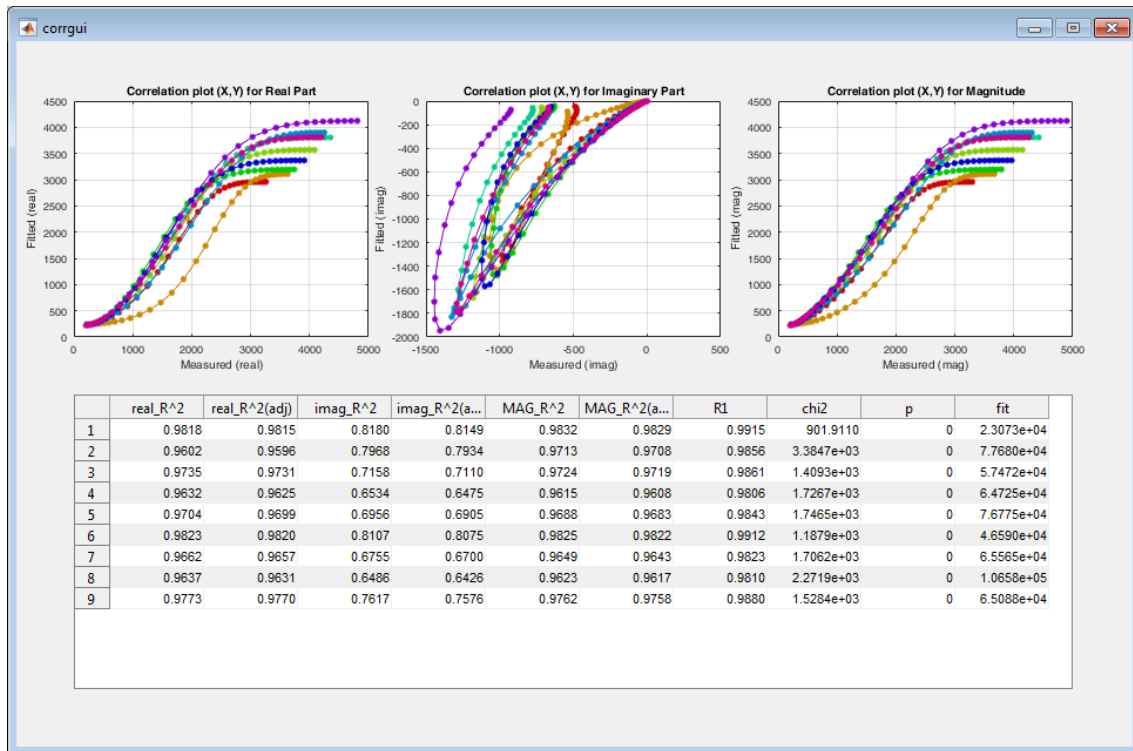 corrgui
Correlation plot (X,Y) for Real Part
4500
4000
3500
3000
2500
2000
1500
1000
500
0
Fitted (real)
0 1000 2000 3000 4000 5000
Measured (real)
Correlation plot (X,Y) for Imaginary Part
0
-200
-400
-600
-800
-1000
-1200
-1400
-1600
-1800
-2000
Fitted (imag)
-1500 -1000 -500 0 500
Measured (imag)
Correlation plot (X,Y) for Magnitude
4500
4000
3500
3000
2500
2000
1500
1000
500
0
Fitted (mag)
0 1000 2000 3000 4000 5000
Measured (mag)
real_R^2 real_R^2(adj) imag_R^2 imag_R^2(a... MAG_R^2 MAG_R^2(a... R1 chi2 p fit
1 0.9818 0.9815 0.8180 0.8149 0.9832 0.9829 0.9915 901.9110 0 2.3073e+04
2 0.9602 0.9596 0.7968 0.7934 0.9713 0.9708 0.9856 3.3847e+03 0 7.7680e+04
3 0.9735 0.9731 0.7158 0.7110 0.9724 0.9719 0.9861 1.4093e+03 0 5.7472e+04
4 0.9632 0.9625 0.6534 0.6475 0.9615 0.9608 0.9806 1.7267e+03 0 6.4725e+04
5 0.9704 0.9699 0.6956 0.6905 0.9688 0.9683 0.9843 1.7465e+03 0 7.6775e+04
6 0.9823 0.9820 0.8107 0.8075 0.9825 0.9822 0.9912 1.1879e+03 0 4.6590e+04
7 0.9662 0.9657 0.6755 0.6700 0.9649 0.9643 0.9823 1.7062e+03 0 6.5565e+04
8 0.9637 0.9631 0.6486 0.6426 0.9623 0.9617 0.9810 2.2719e+03 0 1.0658e+05
9 0.9773 0.9770 0.7617 0.7576 0.9762 0.9758 0.9880 1.5284e+03 0 6.5088e+04